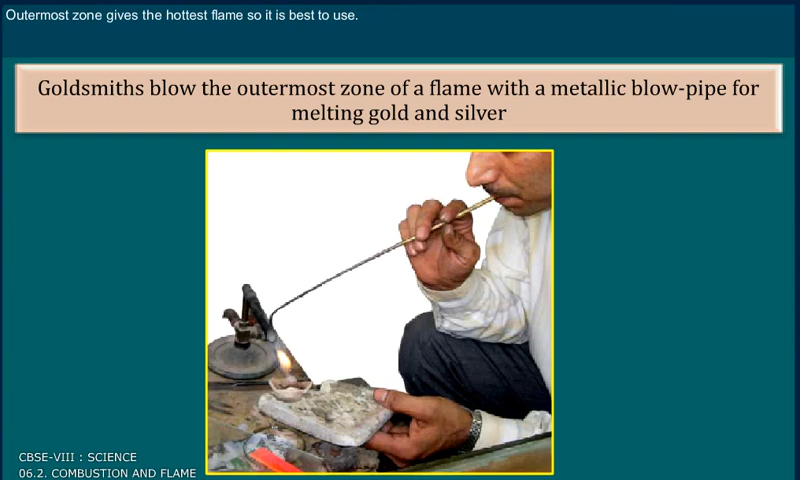 Outermost zone gives the hottest flame so it is best to use.
Goldsmiths blow the outermost zone of a flame with a metallic blow-pipe for
melting gold and silver
CBSE-VIII : SCIENCE
06.2. COMBUSTION AND FLAME